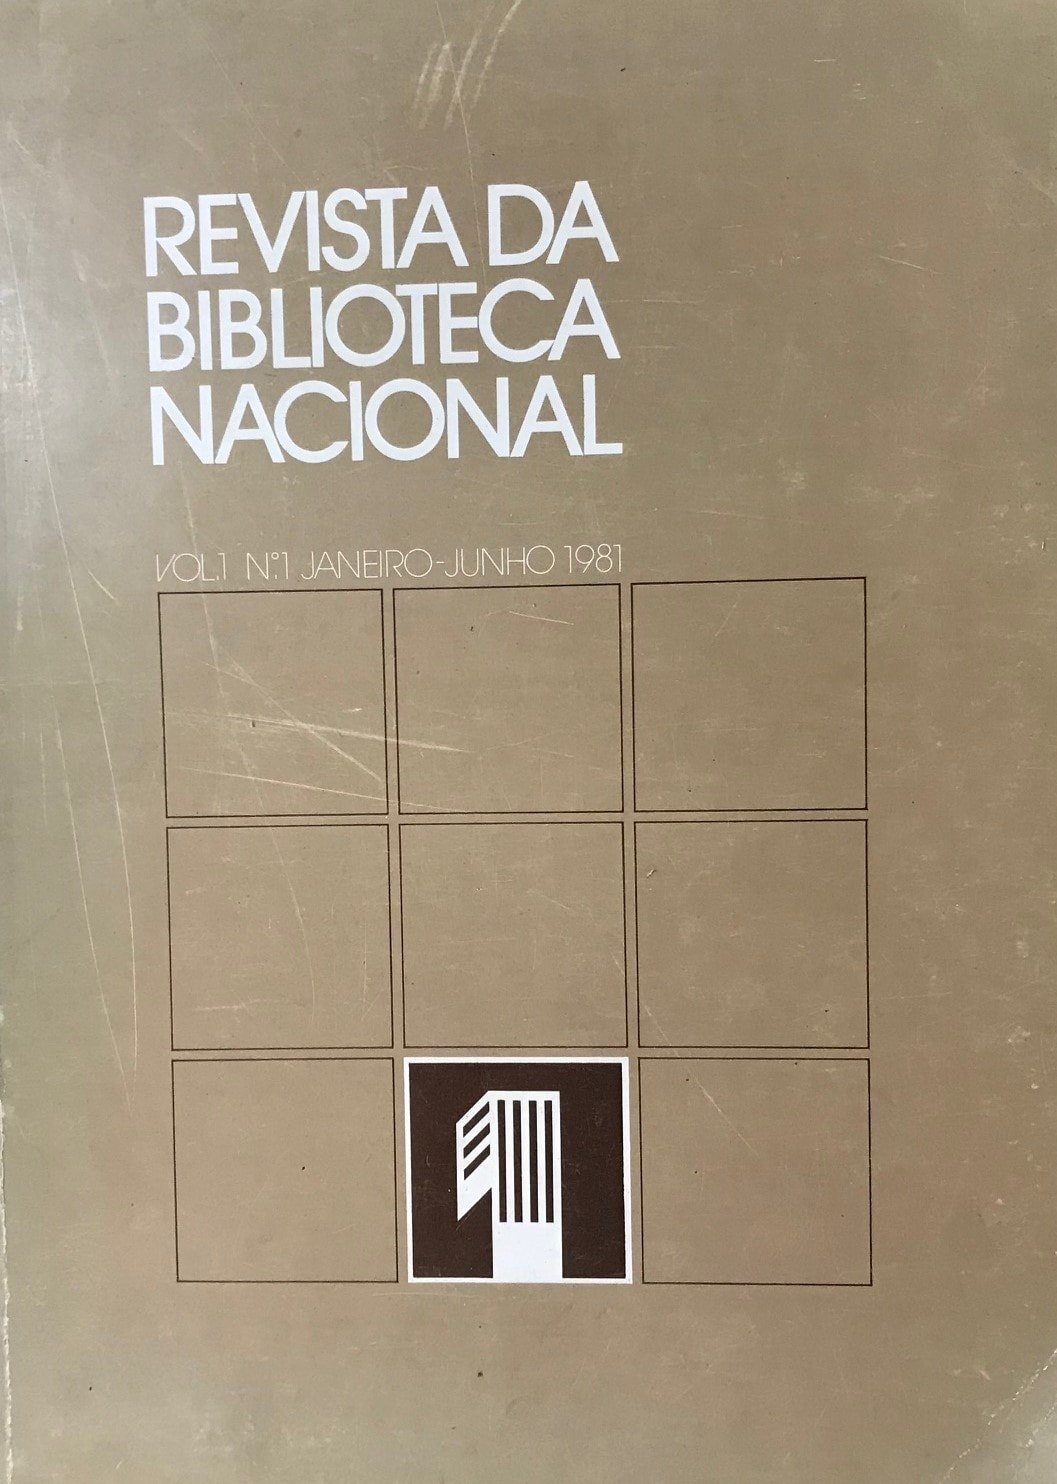 REVISTA DA
BIBLIOTECA
NACIONAL
VOL.1 N.º1 JANEIRO-JUNHO 1981